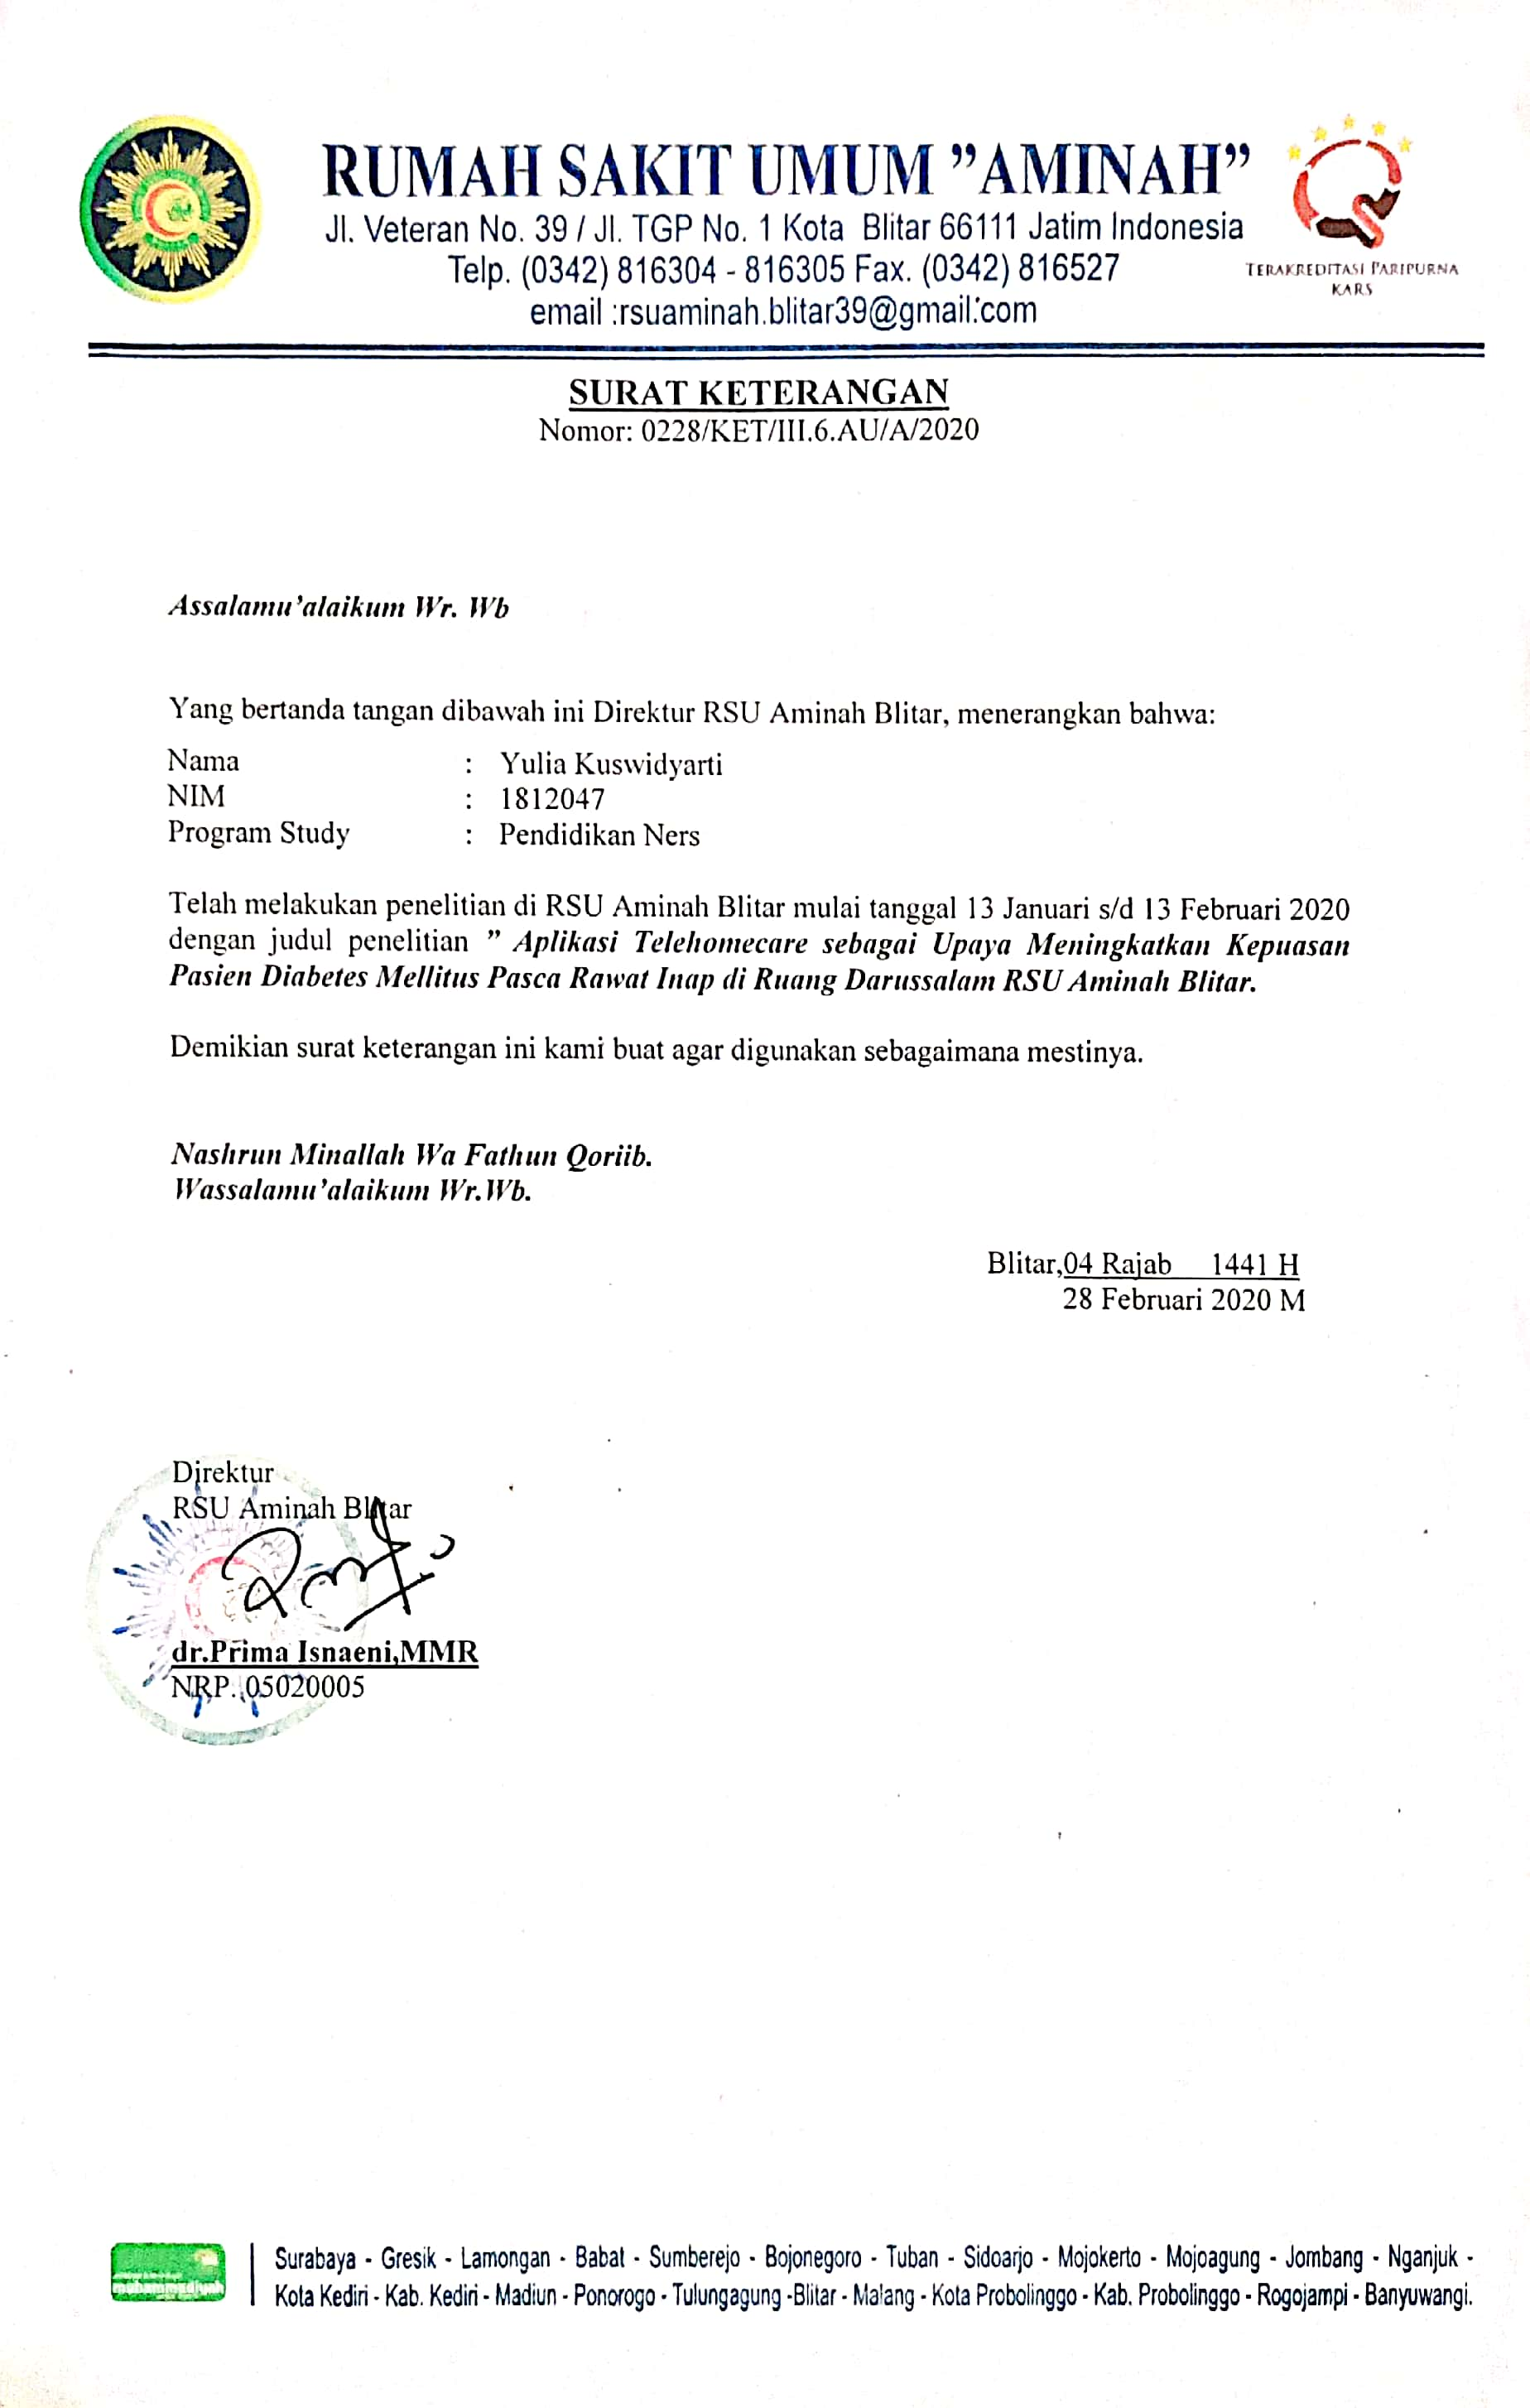 RUMAH SAKIT UMUM ”AMINAH”
Jl. Veteran No. 39 / Jl. TGP No. 1 Kota Blitar 66111 Jatim Indonesia
Telp. (0342) 816304 - 816305 Fax. (0342) 816527
email :rsuaminah.blitar39@gmail.com
TERAKREDITASI PARIPURNA
KARS
SURAT KETERANGAN
Nomor: 0228/KET/III.6.AU/A/2020
Assalamu’alaikum Wr. Wb
Yang bertanda tangan dibawah ini Direktur RSU Aminah Blitar, menerangkan bahwa:
Nama : Yulia Kuswidyarti
NIM : 1812047
Program Study : Pendidikan Ners
Telah melakukan penelitian di RSU Aminah Blitar mulai tanggal 13 Januari s/d 13 Februari 2020
dengan judul penelitian ” Aplikasi Telehomecare sebagai Upaya Meningkatkan Kepuasan
Pasien Diabetes Mellitus Pasca Rawat Inap di Ruang Darussalam RSU Aminah Blitar.
Demikian surat keterangan ini kami buat agar digunakan sebagaimana mestinya.
Nashrun Minallah Wa Fathun Qoriib.
Wassalamu’alaikum Wr.Wb.
Blitar,04 Rajab 1441 H
28 Februari 2020 M
Direktur
RSU Aminah Blitar
dr.Prima Isnaeni,MMR
NRP. 05020005
muhammadiyah
Surabaya - Gresik - Lamongan - Babat - Sumberejo - Bojonegoro - Tuban - Sidoarjo - Mojokerto - Mojoagung - Jombang - Nganjuk -
Kota Kediri - Kab. Kediri - Madiun - Ponorogo - Tulungagung -Blitar - Malang - Kota Probolinggo - Kab. Probolinggo - Rogojampi - Banyuwangi.